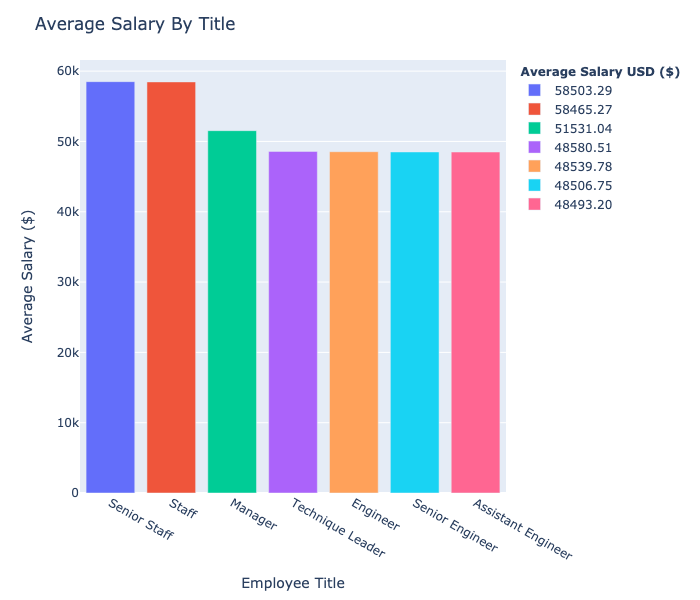 Average Salary By Title
Average Salary USD ($)
58503.29
58465.27
51531.04
48580.51
48539.78
48506.75
48493.20
Average Salary ($)
60k
50k
40k
30k
20k
10k
0
Senior Staff
Staff
Manager
Technique Leader
Engineer
Senior Engineer
Assistant Engineer
Employee Title